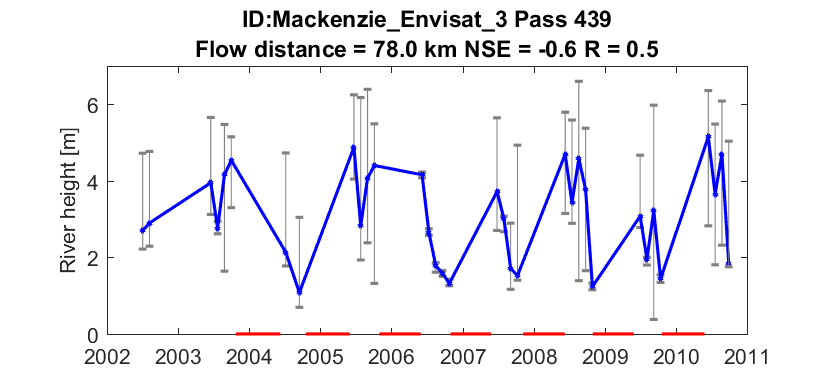 ID:Mackenzie_Envisat_3 Pass 439
Flow distance = 78.0 km NSE = -0.6 R = 0.5
River height [m]
6
4
2
0
2002 2003 2004 2005 2006 2007 2008 2009 2010 2011